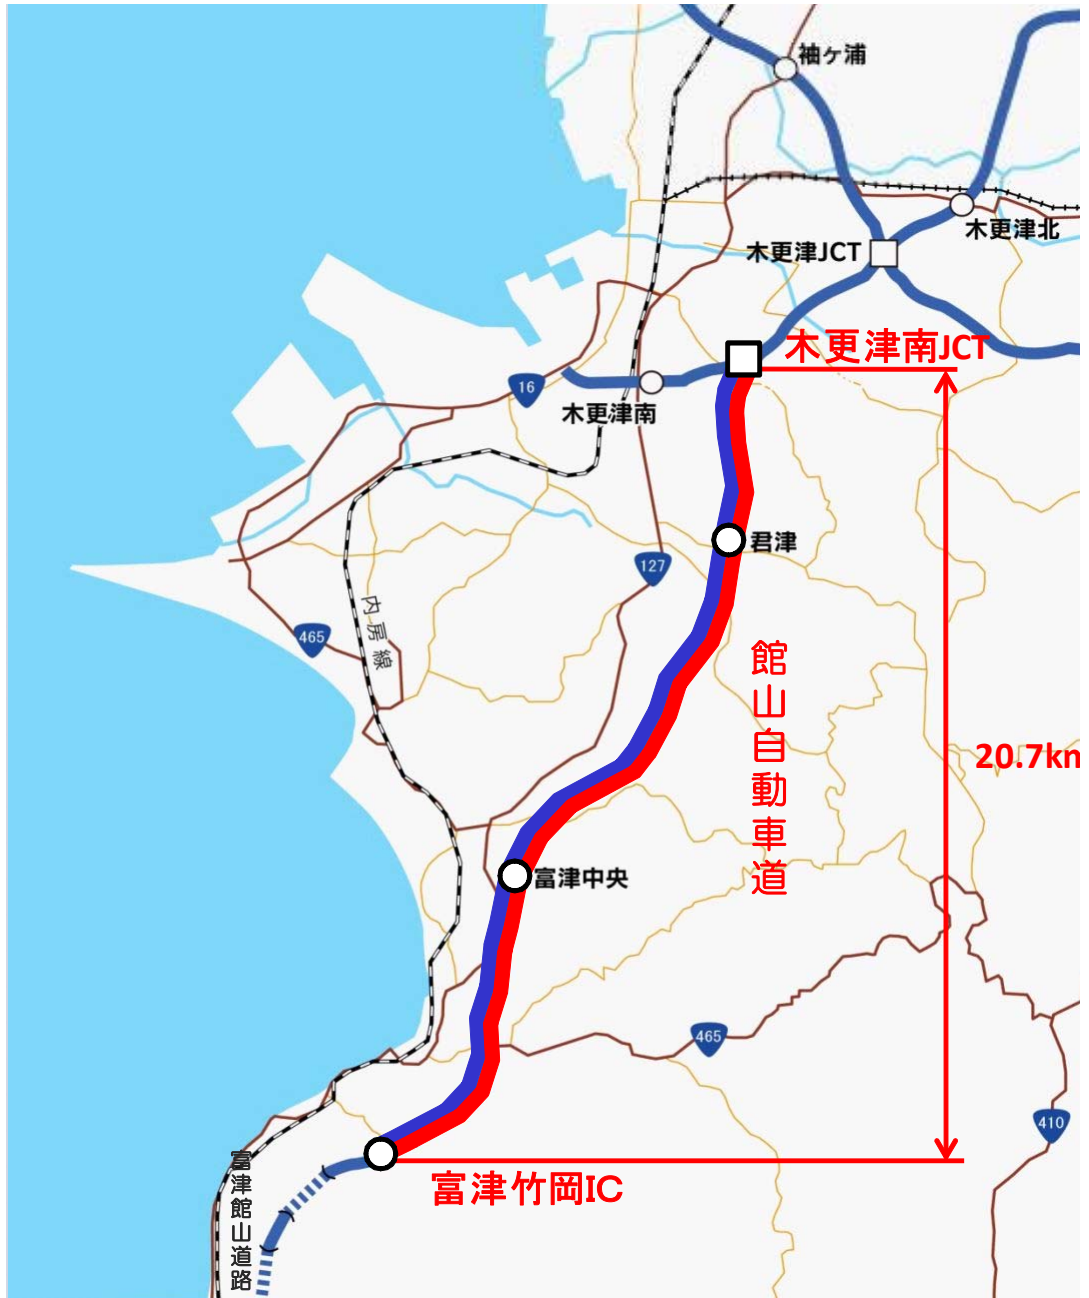 袖ヶ浦
木更津北
木更津JCT
木更津南JCT
16
木更津南
君津
127
内房線
465
館山自動車道
20.7km
富津中央
465
410
富津館山道路
富津竹岡IC